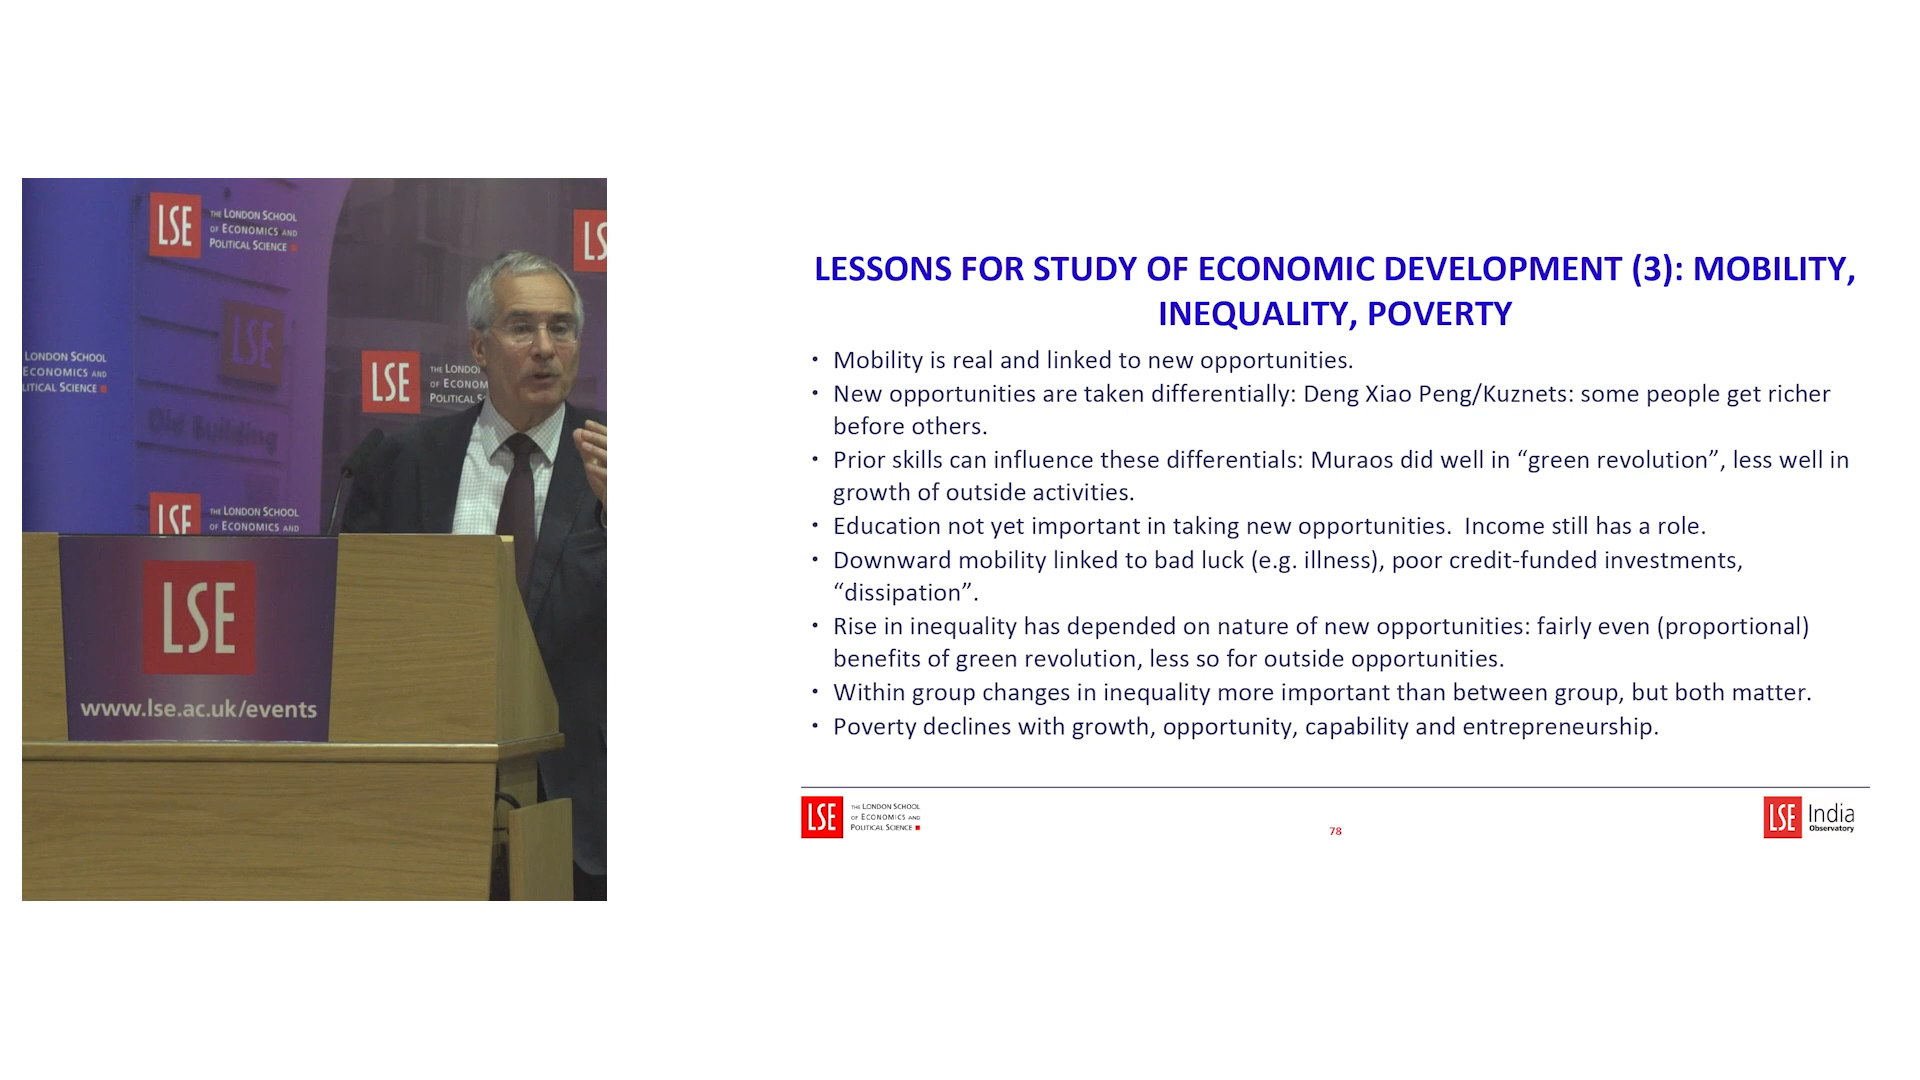 LSE
THE LONDON SCHOOL
OF ECONOMICS AND
POLITICAL SCIENCE
LS
LSE
Old Building
LONDON SCHOOL
ECONOMICS AND
LITICAL SCIENCE
LSE
THE LONDO
OF ECONOM
POLITICAL S
LSE
THE LONDON SCHOOL
OF ECONOMICS AND
LSE
www.lse.ac.uk/events
LESSONS FOR STUDY OF ECONOMIC DEVELOPMENT (3): MOBILITY,
INEQUALITY, POVERTY
• Mobility is real and linked to new opportunities.
• New opportunities are taken differentially: Deng Xiao Peng/Kuznets: some people get richer
before others.
• Prior skills can influence these differentials: Muraos did well in “green revolution”, less well in
growth of outside activities.
• Education not yet important in taking new opportunities.  Income still has a role.
• Downward mobility linked to bad luck (e.g. illness), poor credit-funded investments,
“dissipation”.
• Rise in inequality has depended on nature of new opportunities: fairly even (proportional)
benefits of green revolution, less so for outside opportunities.
• Within group changes in inequality more important than between group, but both matter.
• Poverty declines with growth, opportunity, capability and entrepreneurship.
LSE
THE LONDON SCHOOL
OF ECONOMICS AND
POLITICAL SCIENCE
78
LSE
India
Observatory